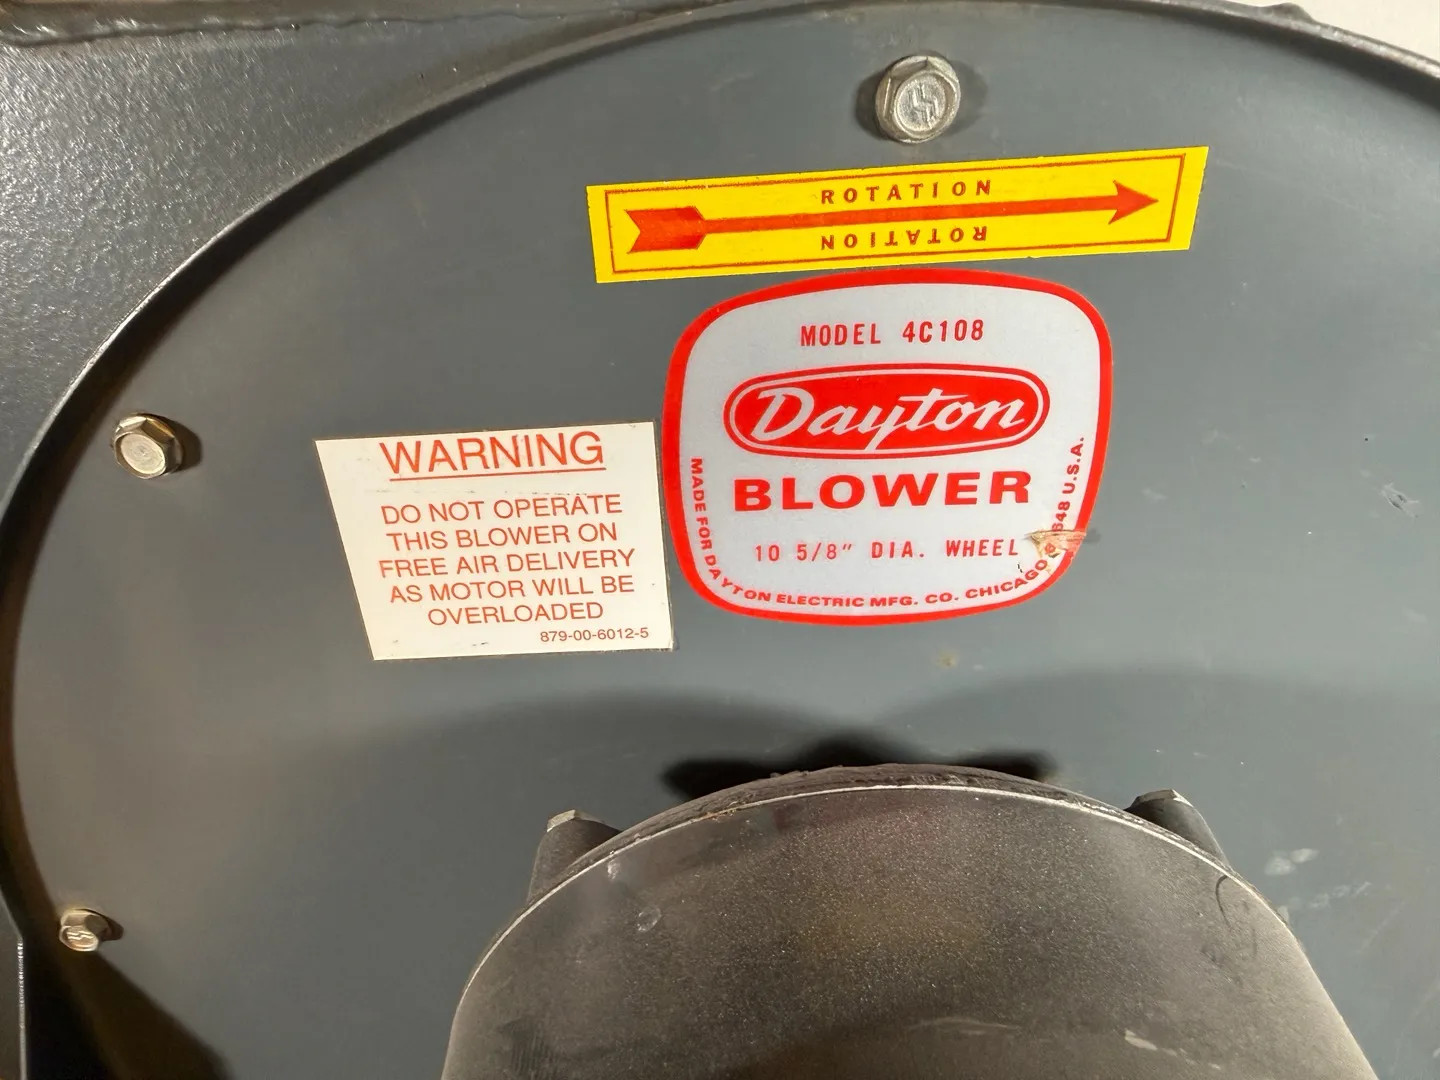 ROTATION
ROTATION
MODEL 4C108
Dayton
BLOWER
10 5/8" DIA. WHEEL
MADE FOR DAYTON ELECTRIC MFG. CO. CHICAGO 648 U.S.A.
WARNING
DO NOT OPERATE
THIS BLOWER ON
FREE AIR DELIVERY
AS MOTOR WILL BE
OVERLOADED
879-00-6012-5